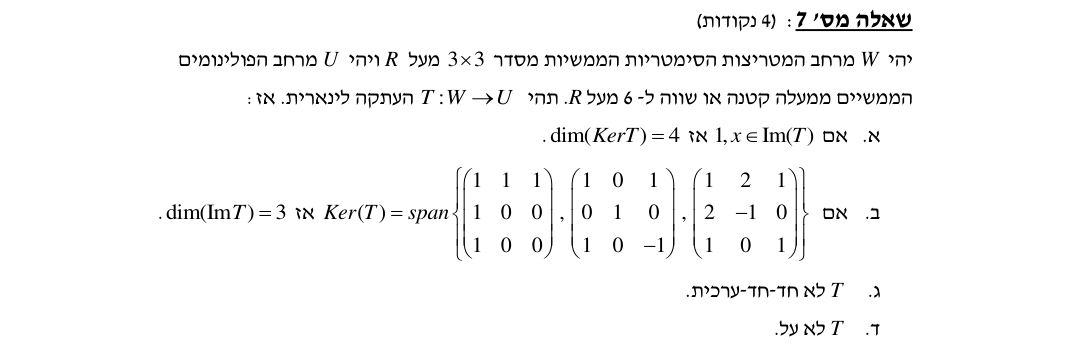 שאלה מס' 7 : (4 נקודות)
יהי W מרחב המטריצות הסימטריות הממשיות מסדר 3×3 מעל R ויהי U מרחב הפולינומים
הממשיים ממעלה קטנה או שווה ל- 6 מעל R. תהי T : W → U העתקה לינארית. אז :
א. אם 1, x ∈ Im(T) אז dim(KerT) = 4 .
ב. אם Ker(T) = span{(1 1 1; 1 0 0; 1 0 0), (1 0 1; 0 1 0; 1 0 −1), (1 2 1; 2 −1 0; 1 0 1)} אז dim(ImT) = 3 .
ג. T לא חד-חד-ערכית.
ד. T לא על.